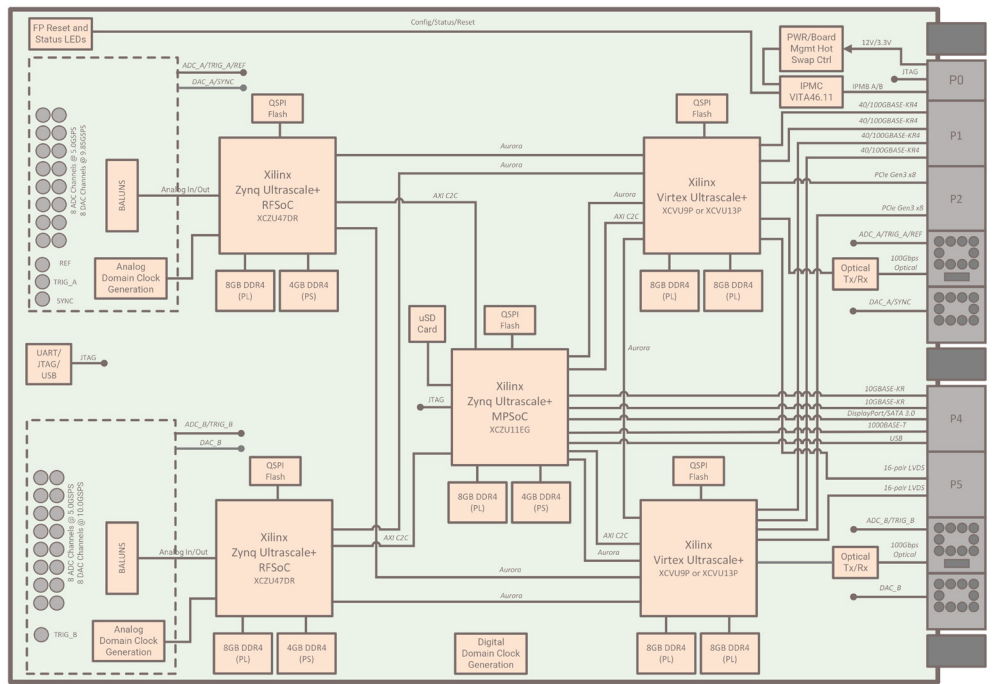 Config/Status/Reset
FP Reset and
Status LEDs
PWR/Board
Mgmt Hot
Swap Ctrl
12V/3.3V
JTAG
P0
IPMC
VITA46.11
IPMB A/B
ADC_A/TRIG_A/REF
DAC_A/SYNC
8 ADC Channels @ 5.0GSPS
8 DAC Channels @ 9.85GSPS
REF
TRIG_A
SYNC
BALUNS
Analog In/Out
Analog
Domain Clock
Generation
QSPI
Flash
Xilinx
Zynq Ultrascale+
RFSoC
XCZU47DR
8GB DDR4
(PL)
4GB DDR4
(PS)
Aurora
Aurora
AXI C2C
Aurora
AXI C2C
QSPI
Flash
Xilinx
Virtex Ultrascale+
XCVU9P or XCVU13P
8GB DDR4
(PL)
8GB DDR4
(PL)
40/100GBASE-KR4
40/100GBASE-KR4
40/100GBASE-KR4
40/100GBASE-KR4
P1
PCIe Gen3 x8
P2
PCIe Gen3 x8
ADC_A/TRIG_A/REF
Optical
Tx/Rx
100Gbps
Optical
DAC_A/SYNC
UART/
JTAG/
USB
JTAG
uSD
Card
QSPI
Flash
JTAG
Xilinx
Zynq Ultrascale+
MPSoC
XCZU11EG
8GB DDR4
(PL)
4GB DDR4
(PS)
Aurora
10GBASE-KR
10GBASE-KR
DisplayPort/SATA 3.0
1000BASE-T
USB
P4
16-pair LVDS
P5
16-pair LVDS
ADC_B/TRIG_B
DAC_B
8 ADC Channels @ 5.0GSPS
8 DAC Channels @ 10.0GSPS
TRIG_B
BALUNS
Analog In/Out
Analog
Domain Clock
Generation
QSPI
Flash
Xilinx
Zynq Ultrascale+
RFSoC
XCZU47DR
8GB DDR4
(PL)
4GB DDR4
(PS)
AXI C2C
AXI C2C
Aurora
Aurora
Aurora
QSPI
Flash
Xilinx
Virtex Ultrascale+
XCVU9P or XCVU13P
8GB DDR4
(PL)
8GB DDR4
(PL)
ADC_B/TRIG_B
Optical
Tx/Rx
100Gbps
Optical
DAC_B
Digital
Domain Clock
Generation